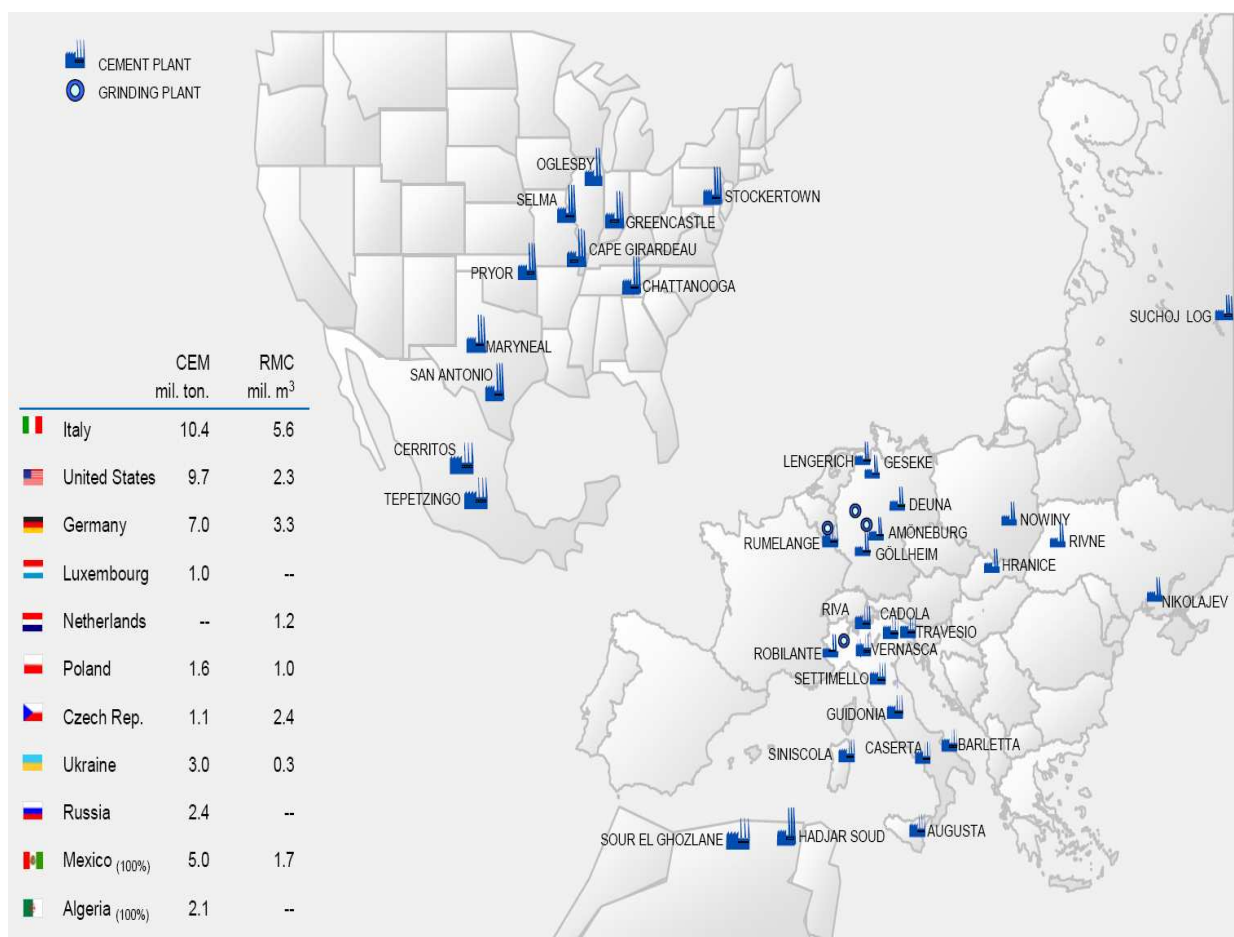 CEMENT PLANT
GRINDING PLANT
OGLESBY
SELMA
STOCKERTOWN
GREENCASTLE
CAPE GIRARDEAU
PRYOR
CHATTANOOGA
MARYNEAL
SAN ANTONIO
CERRITOS
TEPETZINGO
SUCHOJ LOG
LENGERICH
GESEKE
DEUNA
NOWINY
RUMELANGE
AMÖNEBURG
GÖLLHEIM
RIVNE
HRANICE
NIKOLAJEV
RIVA
CADOLA
TRAVESIO
ROBILANTE
VERNASCA
SETTIMELLO
GUIDONIA
SINISCOLA
CASERTA
BARLETTA
SOUR EL GHOZLANE
HADJAR SOUD
AUGUSTA
CEM RMC
mil. ton. mil. m³
Italy 10.4 5.6
United States 9.7 2.3
Germany 7.0 3.3
Luxembourg 1.0 --
Netherlands -- 1.2
Poland 1.6 1.0
Czech Rep. 1.1 2.4
Ukraine 3.0 0.3
Russia 2.4 --
Mexico (100%) 5.0 1.7
Algeria (100%) 2.1 --